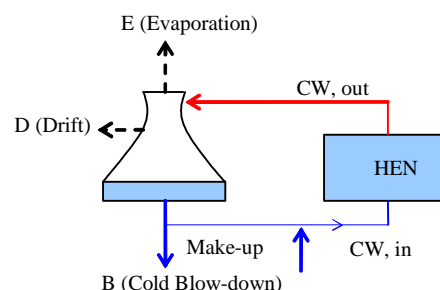 E (Evaporation)
CW, out
D (Drift)
HEN
Make-up
CW, in
B (Cold Blow-down)